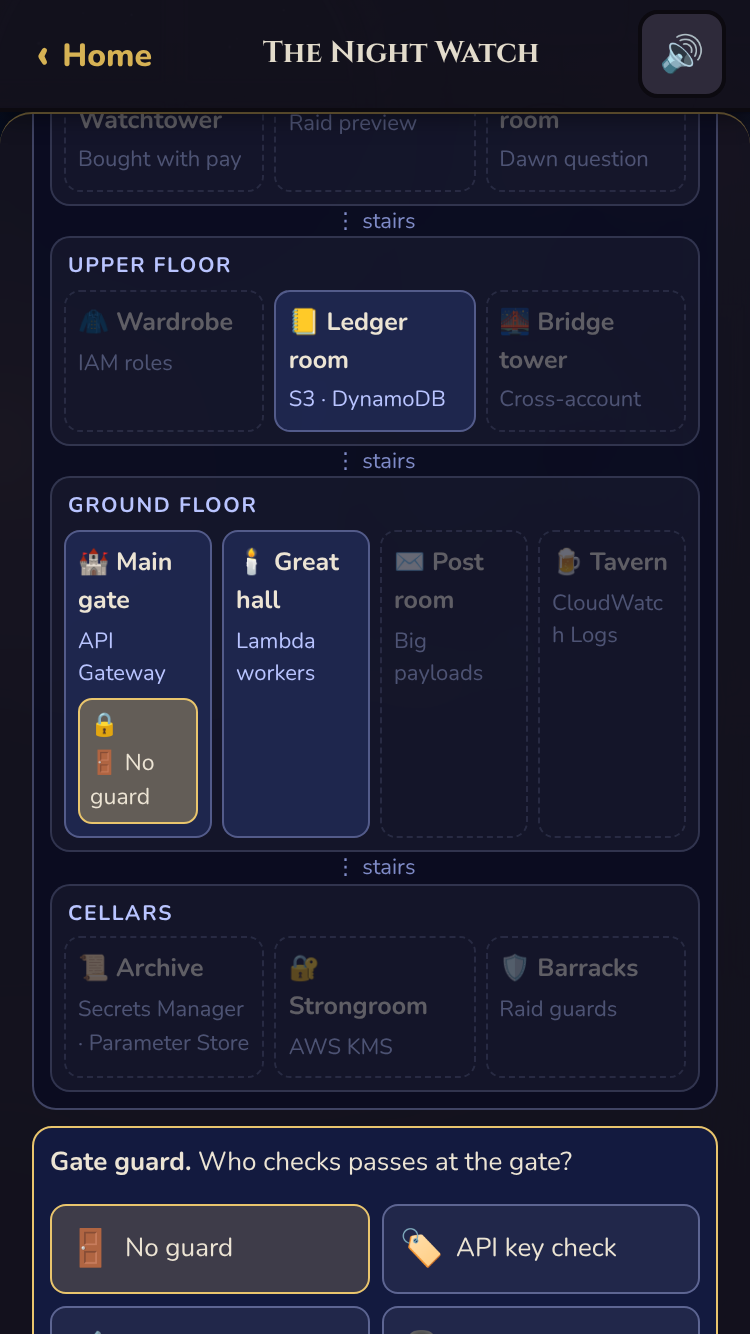 ‹ Home
The Night Watch
Watchtower
Bought with pay
Raid preview
room
Dawn question
⋮ stairs
UPPER FLOOR
Wardrobe
IAM roles
Ledger
room
S3 · DynamoDB
Bridge
tower
Cross-account
⋮ stairs
GROUND FLOOR
Main
gate
API
Gateway
No
guard
Great
hall
Lambda
workers
Post
room
Big
payloads
Tavern
CloudWatc
h Logs
⋮ stairs
CELLARS
Archive
Secrets Manager
· Parameter Store
Strongroom
AWS KMS
Barracks
Raid guards
Gate guard. Who checks passes at the gate?
No guard
API key check